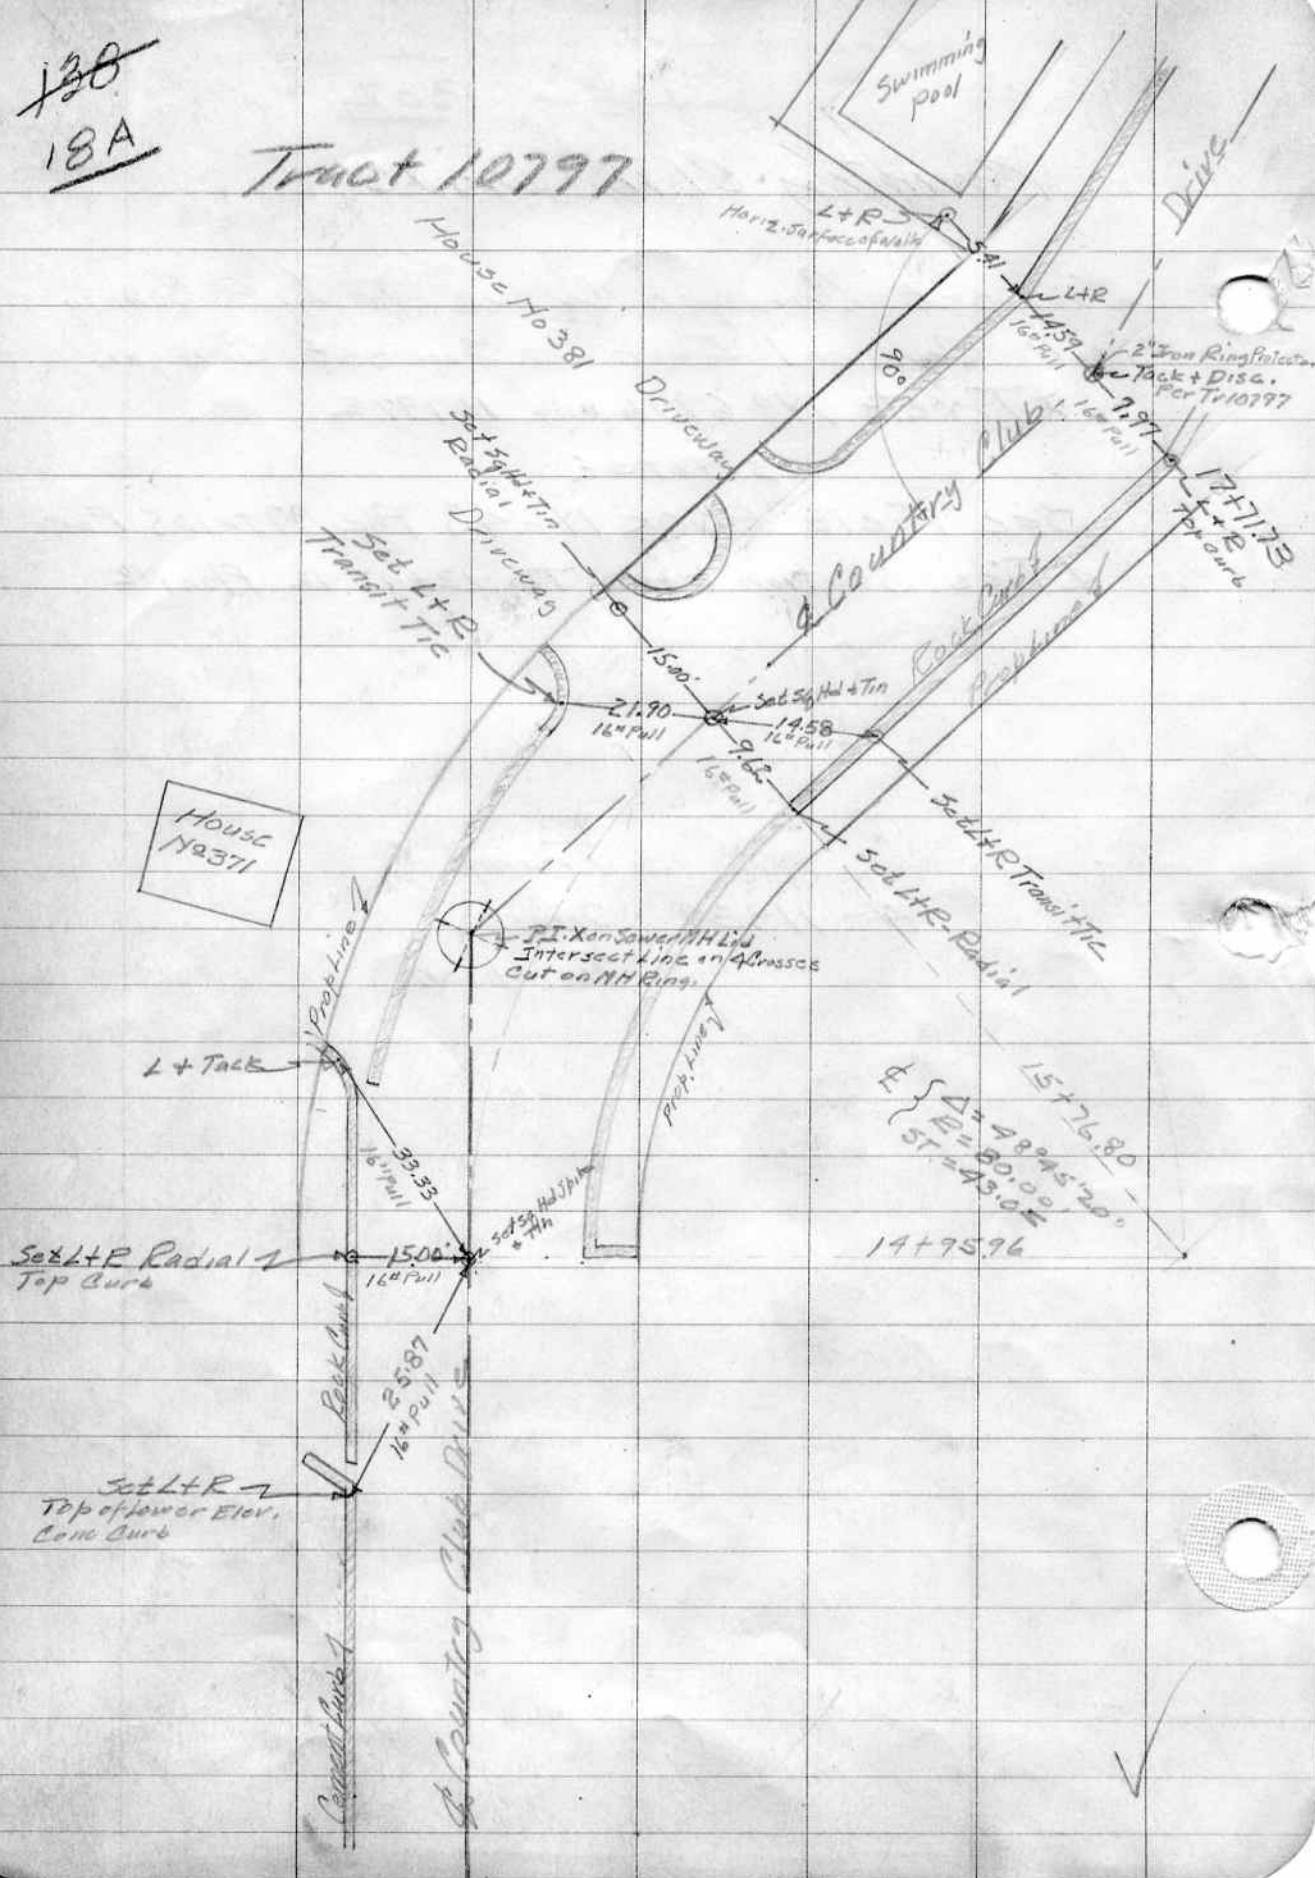 138
18A
Tract 10797
Swimming
Pool
Drive
L+R
Horiz. Surface of Walk
5.41
L+R
14.59
16# Pull
2" Iron Ring
Tack + Disc.
Per Tr 10797
7.97
16# Pull
17+71.73
L+R
Top Curb
90°
House No 381
Driveway
Set Sq Hd + Tin
Radial
Driveway
Set L+R
Transit Tie
Country Club
Rock Curb
Prop Line
15.00'
Set Sq Hd + Tin
21.90
16# Pull
14.58
16# Pull
9.62
16# Pull
Set L+R Transit Tie
Set L+R-Radial
House
No 371
Prop Line
P.I. X on Sewer MH Lid
Intersect Line on 4 Crosses
Cut on MH Ring.
Prop. Line
L + Tack
33.33
16# Pull
15+76.80
℄ { Δ = 48°45'20"
R = 80.00'
ST. = 43.02
14+95.96
Set Sq Hd Spike
+ Tin
Set L+R Radial
Top Curb
15.00'
16# Pull
Rock Curb
25.87
16# Pull
Set L+R
Top of Lower Elev.
Conc Curb
Cement Curb
℄ Country Club Drive